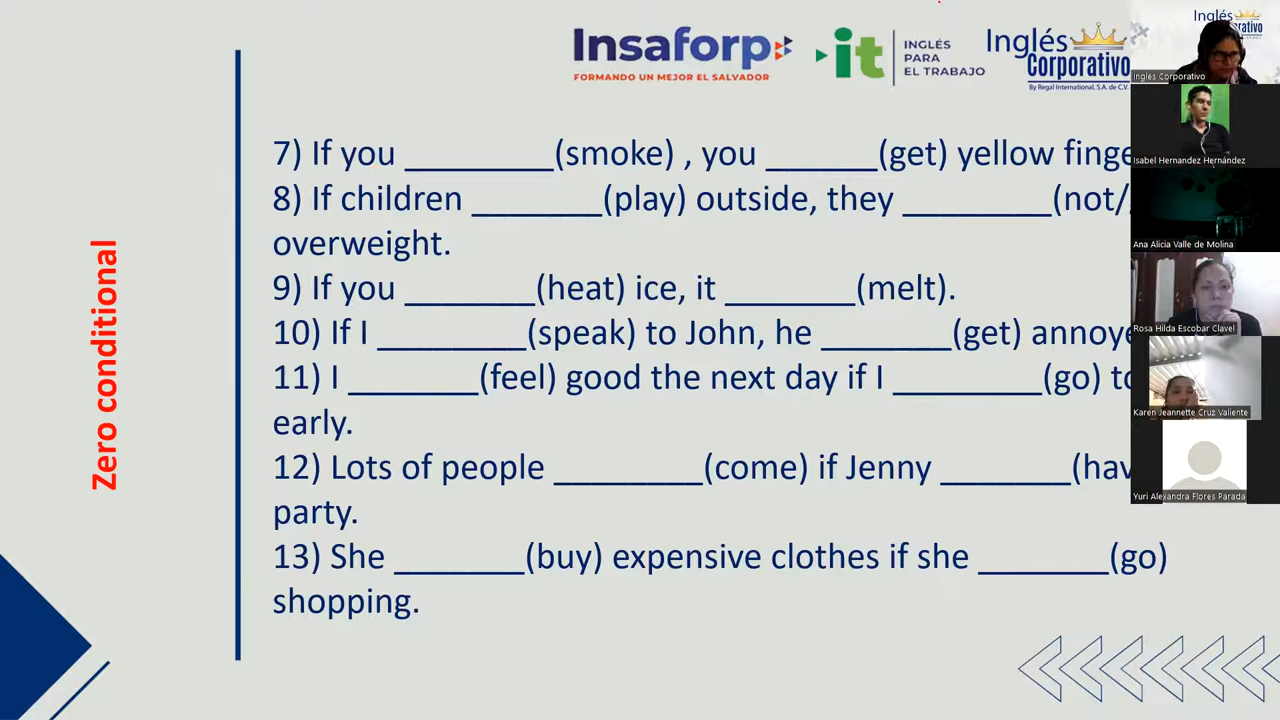 Insaforp
FORMANDO UN MEJOR EL SALVADOR
it
INGLÉS
PARA
EL TRABAJO
Inglés
Corporativo
By Regal International, S.A. de C.V.
Inglés
Zero conditional
7) If you ________(smoke) , you ______(get) yellow
8) If children _______(play) outside, they ________(not/
overweight.
9) If you _______(heat) ice, it _______(melt).
10) If I ________(speak) to John, he _______(get)
11) I _______(feel) good the next day if I ________(go)
early.
12) Lots of people ________(come) if Jenny _______
party.
13) She _______(buy) expensive clothes if she _______(go)
shopping.
Ingles Corporativo
Isabel Hernandez Hernández
Ana Alicia Valle de Molina
Rosa Hilda Escobar Clavel
Karen Jeannette Cruz Valiente
Yuri Alexandra Flores Parada